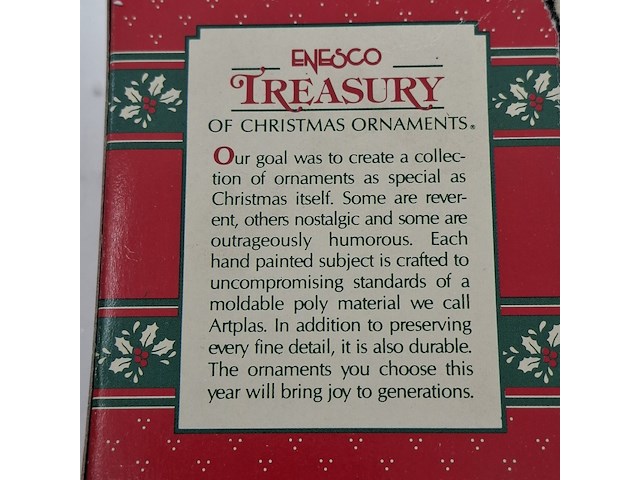 ENESCO
TREASURY
OF CHRISTMAS ORNAMENTS®
Our goal was to create a collec-
tion of ornaments as special as
Christmas itself. Some are rever-
ent, others nostalgic and some are
outrageously humorous. Each
hand painted subject is crafted to
uncompromising standards of a
moldable poly material we call
Artplas. In addition to preserving
every fine detail, it is also durable.
The ornaments you choose this
year will bring joy to generations.